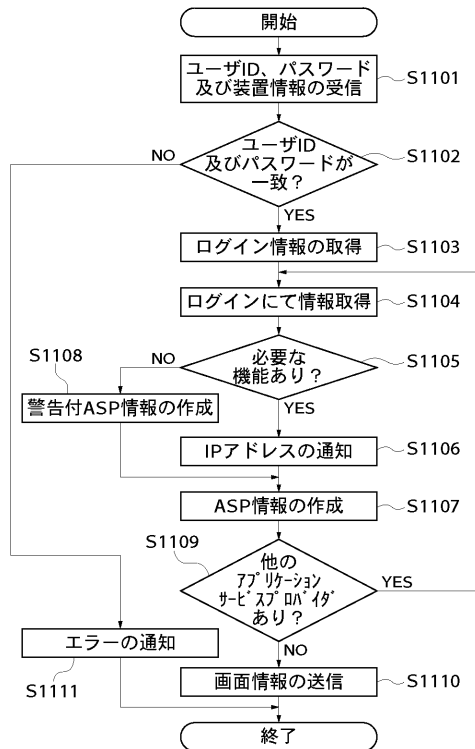 開始
ユーザID、パスワード
及び装置情報の受信
S1101
ユーザID
及びパスワードが
一致？
S1102
NO
YES
ログイン情報の取得
S1103
ログインにて情報取得
S1104
必要な
機能あり？
S1105
NO
YES
S1108
警告付ASP情報の作成
IPアドレスの通知
S1106
ASP情報の作成
S1107
S1109
他の
ｱﾌﾟﾘｹｰｼｮﾝ
ｻｰﾋﾞｽﾌﾟﾛﾊﾞｲﾀﾞ
あり？
YES
NO
エラーの通知
S1111
画面情報の送信
S1110
終了